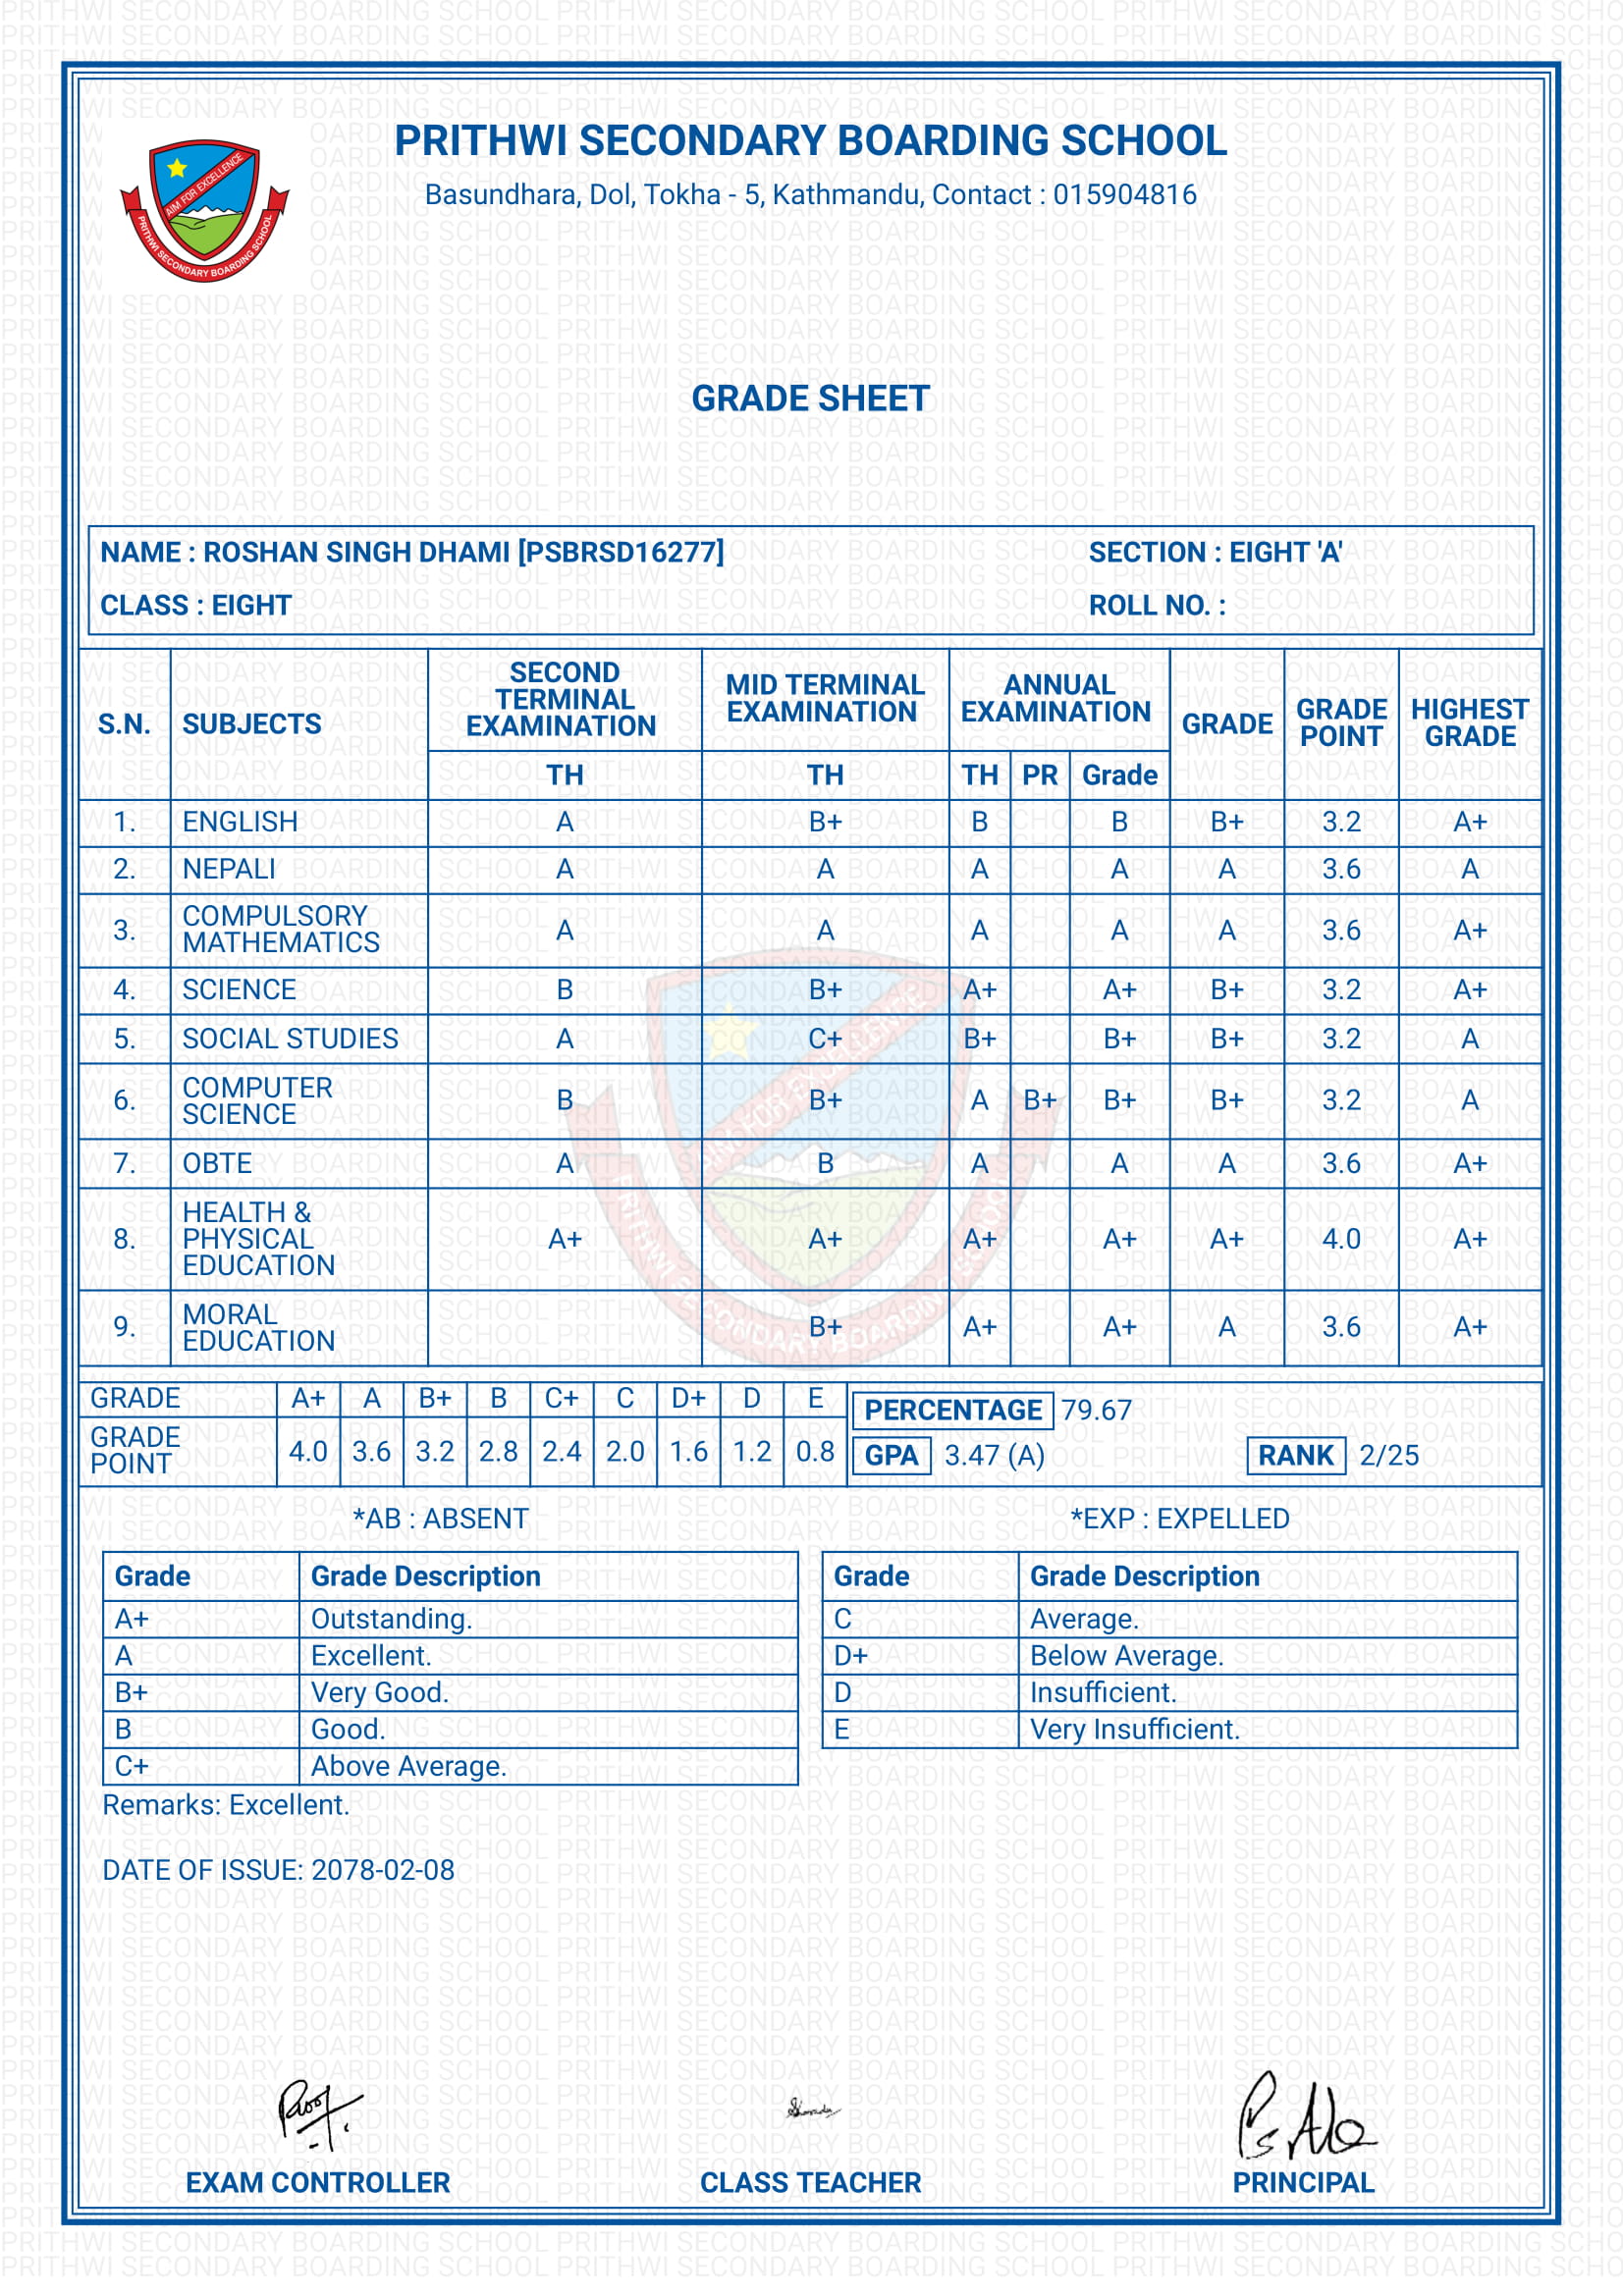 PRITHWI SECONDARY BOARDING SCHOOL
Basundhara, Dol, Tokha - 5, Kathmandu, Contact : 015904816
AIM FOR EXCELLENCE
PRITHWI SECONDARY BOARDING SCHOOL
GRADE SHEET
NAME : ROSHAN SINGH DHAMI [PSBRSD16277] SECTION : EIGHT 'A'
CLASS : EIGHT ROLL NO. :
S.N. SUBJECTS SECOND TERMINAL EXAMINATION MID TERMINAL EXAMINATION ANNUAL EXAMINATION GRADE GRADE POINT HIGHEST GRADE
TH TH TH PR Grade
1. ENGLISH A B+ B B B+ 3.2 A+
2. NEPALI A A A A A 3.6 A
3. COMPULSORY MATHEMATICS A A A A A 3.6 A+
4. SCIENCE B B+ A+ A+ B+ 3.2 A+
5. SOCIAL STUDIES A C+ B+ B+ B+ 3.2 A
6. COMPUTER SCIENCE B B+ A B+ B+ B+ 3.2 A
7. OBTE A B A A A 3.6 A+
8. HEALTH & PHYSICAL EDUCATION A+ A+ A+ A+ A+ 4.0 A+
9. MORAL EDUCATION B+ A+ A+ A 3.6 A+
GRADE A+ A B+ B C+ C D+ D E
GRADE POINT 4.0 3.6 3.2 2.8 2.4 2.0 1.6 1.2 0.8
PERCENTAGE 79.67
GPA 3.47 (A) RANK 2/25
*AB : ABSENT *EXP : EXPELLED
Grade Grade Description
A+ Outstanding.
A Excellent.
B+ Very Good.
B Good.
C+ Above Average.
Grade Grade Description
C Average.
D+ Below Average.
D Insufficient.
E Very Insufficient.
Remarks: Excellent.
DATE OF ISSUE: 2078-02-08
EXAM CONTROLLER CLASS TEACHER PRINCIPAL